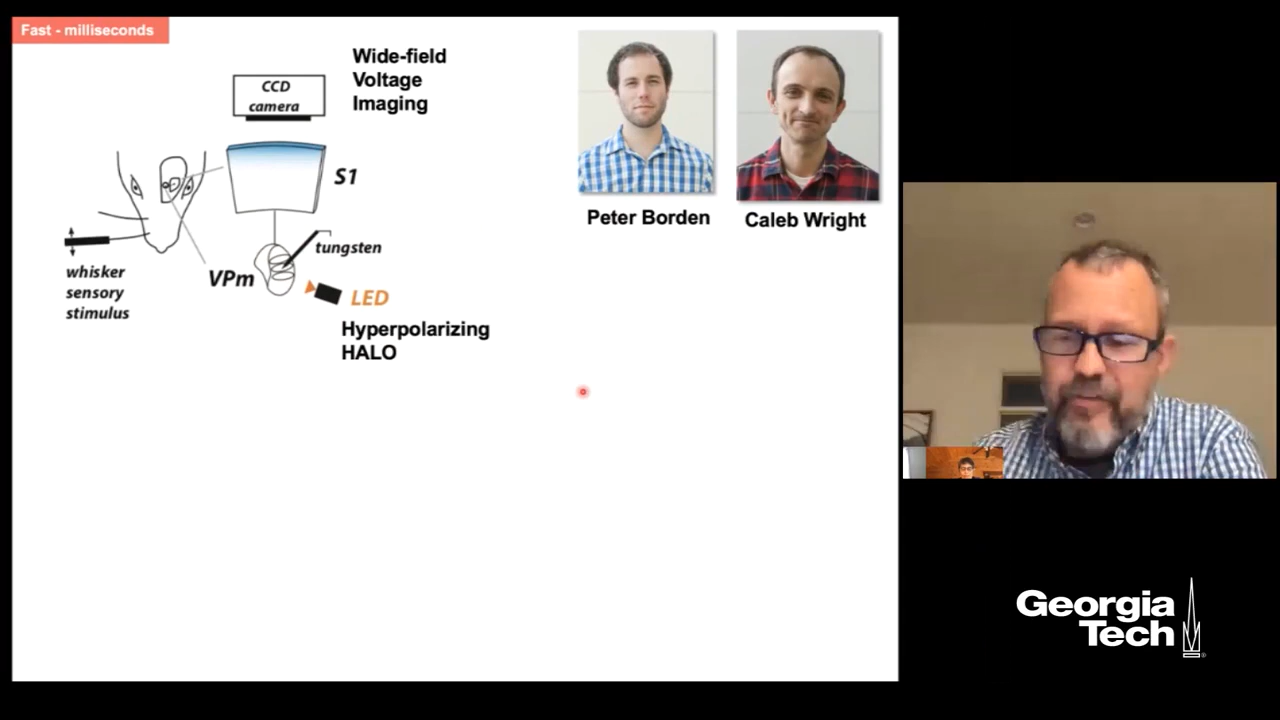 Fast - milliseconds
Wide-field
Voltage
Imaging
CCD
camera
S1
tungsten
VPm
LED
whisker
sensory
stimulus
Hyperpolarizing
HALO
Peter Borden
Caleb Wright
Georgia
Tech